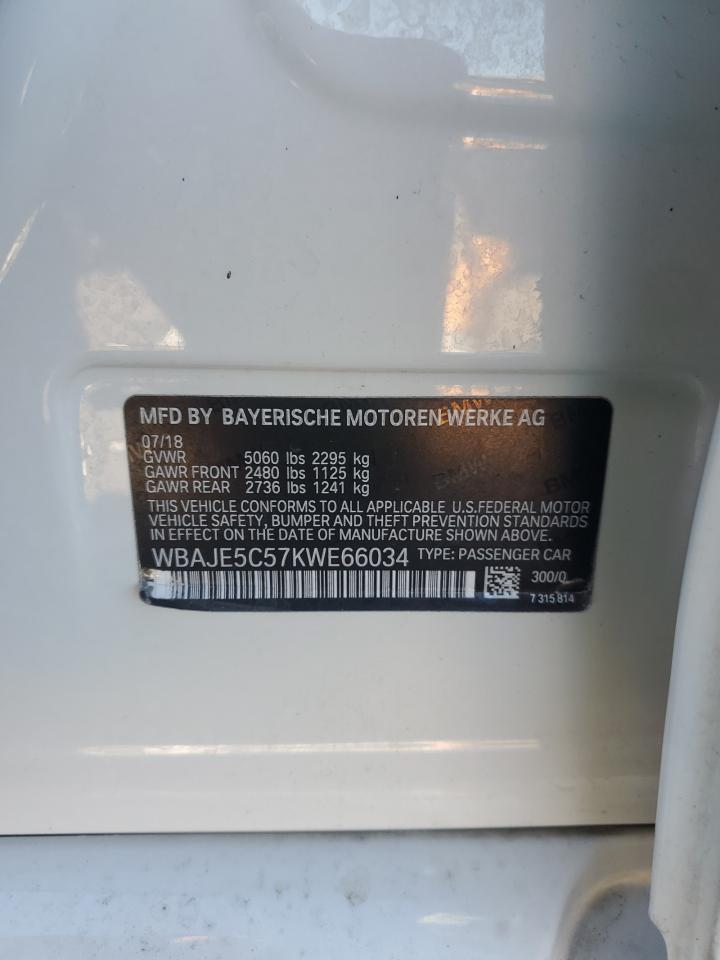 MFD BY BAYERISCHE MOTOREN WERKE AG
07/18
GVWR 5060 lbs 2295 kg
GAWR FRONT 2480 lbs 1125 kg
GAWR REAR 2736 lbs 1241 kg
THIS VEHICLE CONFORMS TO ALL APPLICABLE U.S.FEDERAL MOTOR
VEHICLE SAFETY, BUMPER AND THEFT PREVENTION STANDARDS
IN EFFECT ON THE DATE OF MANUFACTURE SHOWN ABOVE.
WBAJE5C57KWE66034 TYPE: PASSENGER CAR
300/0
7 315 814